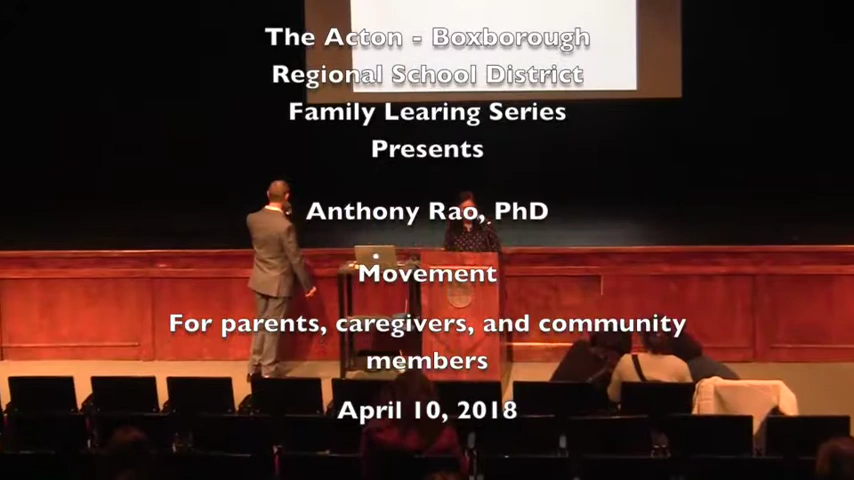 The Acton - Boxborough
Regional School District
Family Learing Series
Presents
Anthony Rao, PhD
Movement
For parents, caregivers, and community
members
April 10, 2018